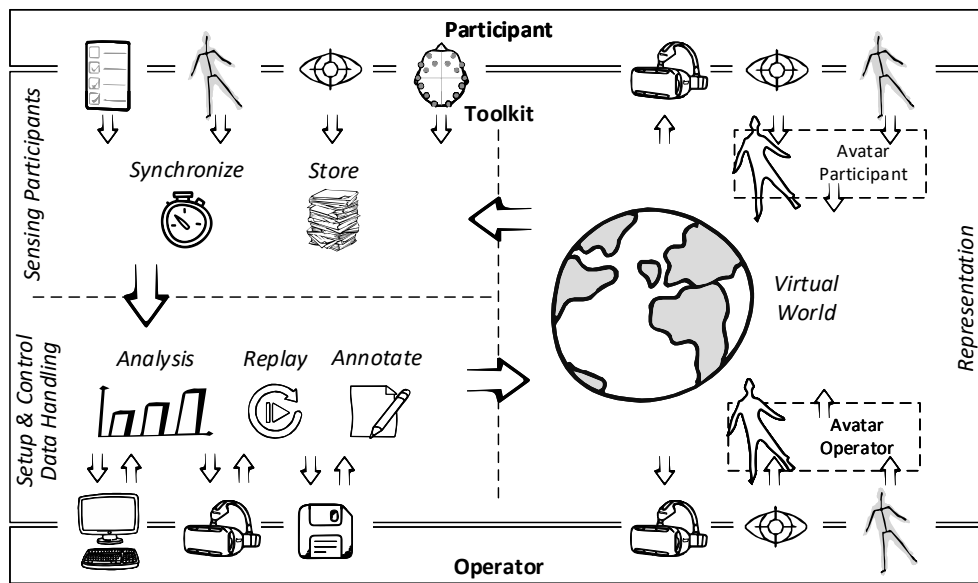 Participant
Toolkit
Sensing Participants
Synchronize
Store
Avatar
Participant
Virtual
World
Representation
Setup & Control
Data Handling
Analysis
Replay
Annotate
Avatar
Operator
Operator